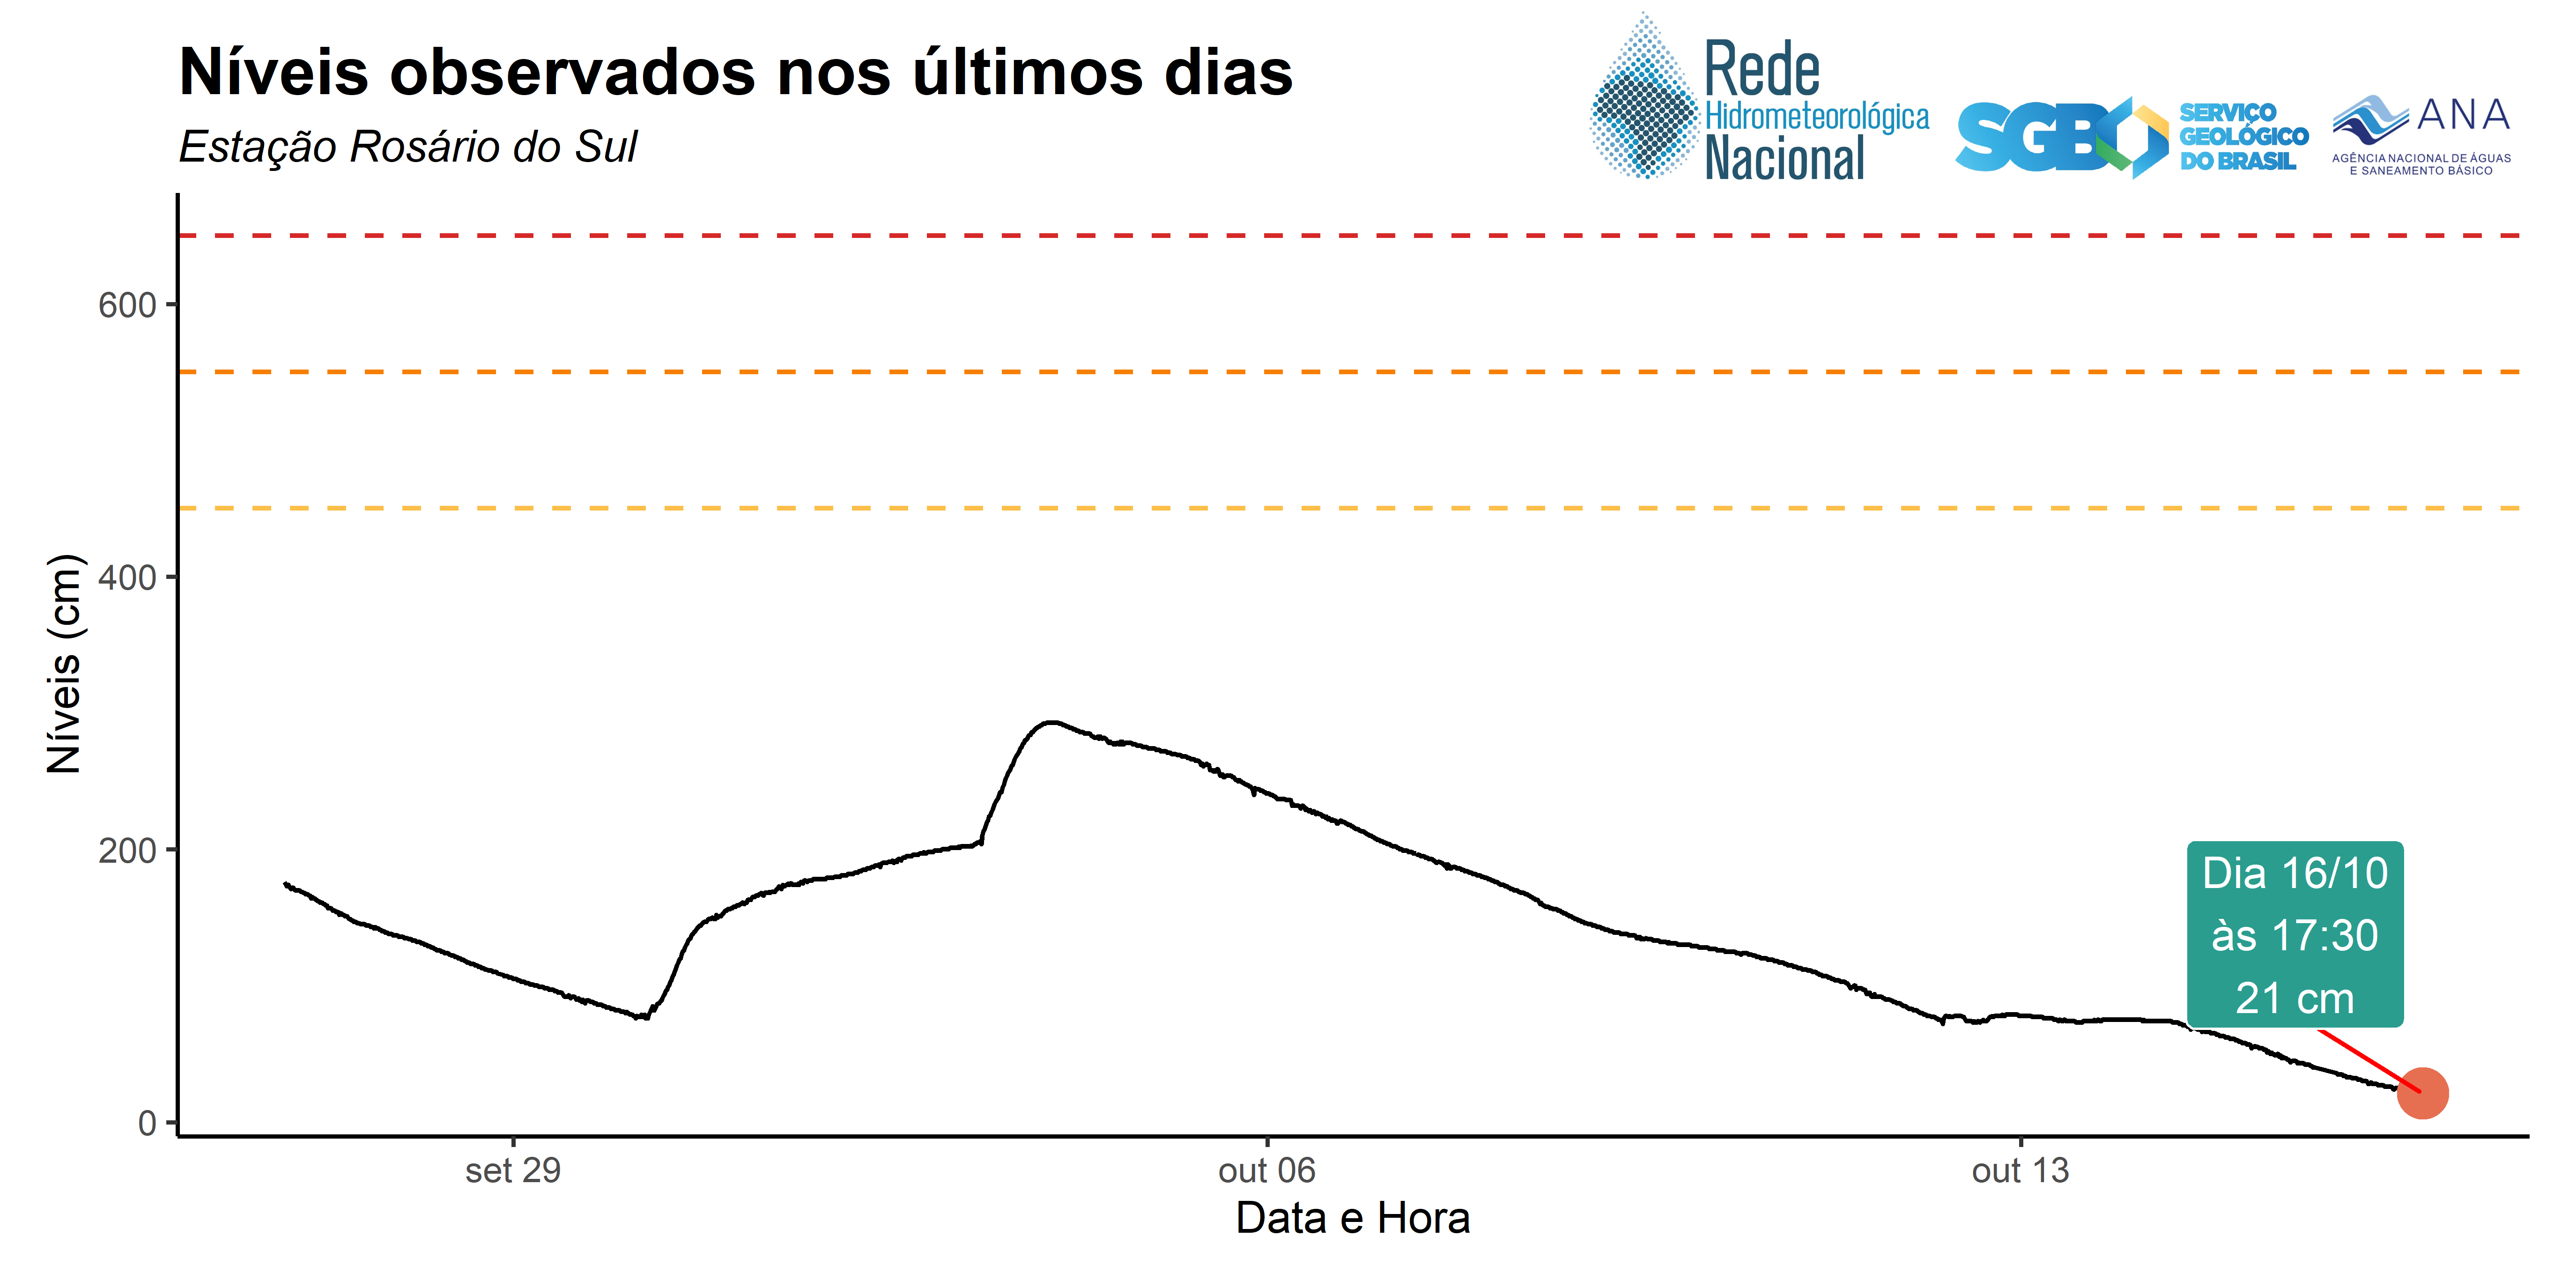 Níveis observados nos últimos dias
Estação Rosário do Sul
Rede
Hidrometeorológica
Nacional
SGB
SERVIÇO
GEOLÓGICO
DO BRASIL
ANA
AGÊNCIA NACIONAL DE ÁGUAS
E SANEAMENTO BÁSICO
Níveis (cm)
600
400
200
0
Dia 16/10
às 17:30
21 cm
set 29
out 06
out 13
Data e Hora